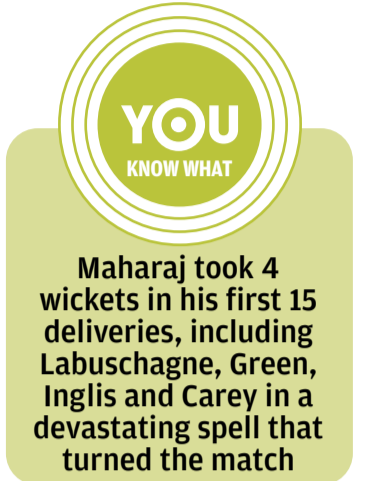 YOU
KNOW WHAT
Maharaj took 4
wickets in his first 15
deliveries, including
Labuschagne, Green,
Inglis and Carey in a
devastating spell that
turned the match